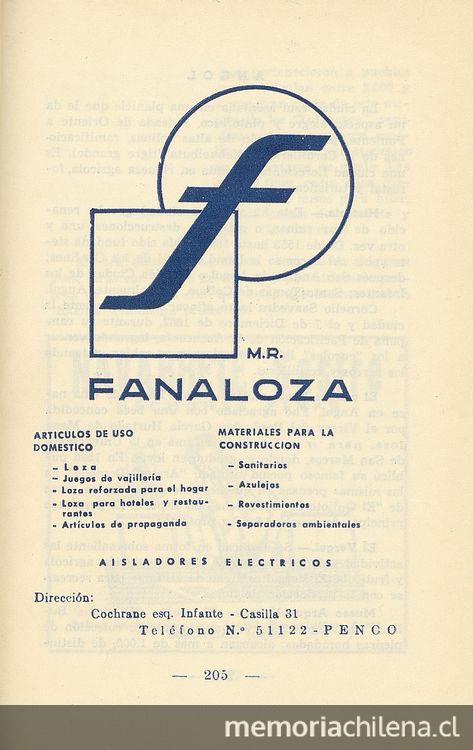 f
M.R.
FANALOZA
ARTICULOS DE USO
DOMESTICO
- Loza
- Juegos de vajillería
- Loza reforzada para el hogar
- Loza para hoteles y restau-
rantes
- Artículos de propaganda
MATERIALES PARA LA
CONSTRUCCION
- Sanitarios
- Azulejos
- Revestimientos
- Separadoras ambientales
AISLADORES ELECTRICOS
Dirección:
Cochrane esq. Infante - Casilla 31
Teléfono N.º 51122 - PENCO
— 205 —
memoriachilena.cl